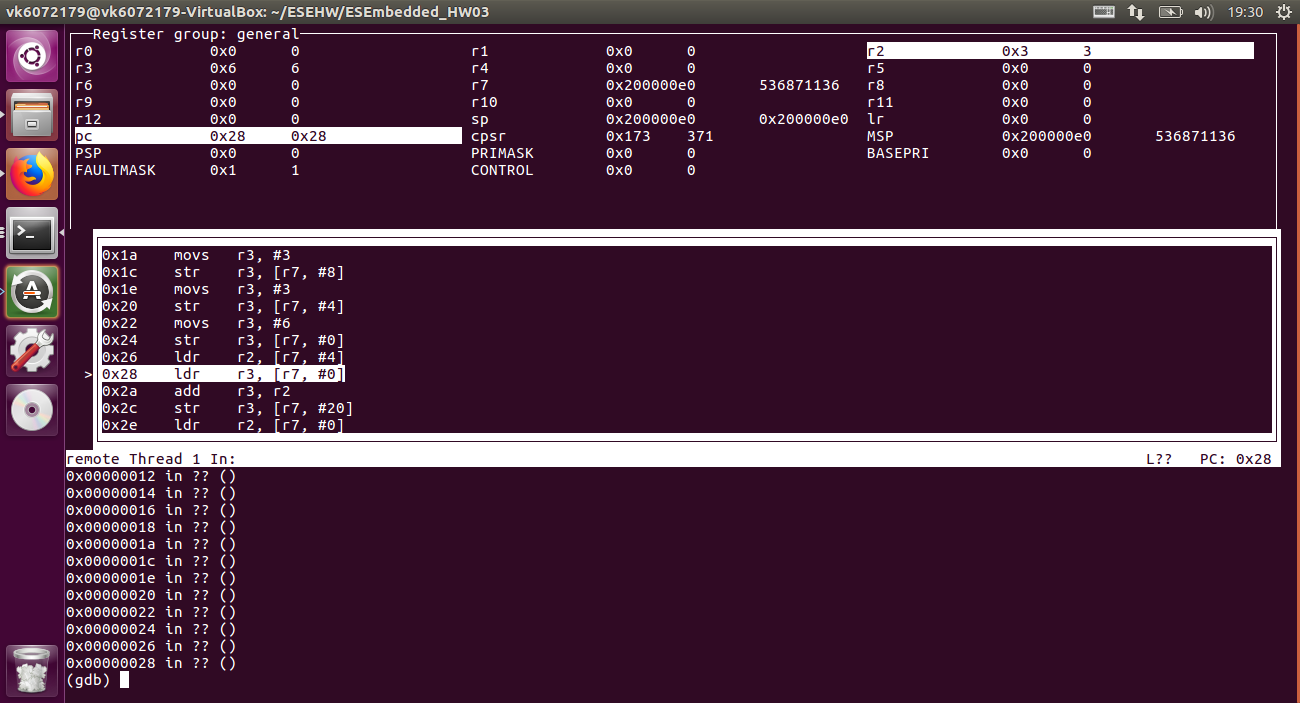 vk6072179@vk6072179-VirtualBox: ~/ESEHW/ESEmbedded_HW03 19:30
Register group: general
r0 0x0 0 r1 0x0 0 r2 0x3 3
r3 0x6 6 r4 0x0 0 r5 0x0 0
r6 0x0 0 r7 0x200000e0 536871136 r8 0x0 0
r9 0x0 0 r10 0x0 0 r11 0x0 0
r12 0x0 0 sp 0x200000e0 0x200000e0 lr 0x0 0
pc 0x28 0x28 cpsr 0x173 371 MSP 0x200000e0 536871136
PSP 0x0 0 PRIMASK 0x0 0 BASEPRI 0x0 0
FAULTMASK 0x1 1 CONTROL 0x0 0
0x1a movs r3, #3
0x1c str r3, [r7, #8]
0x1e movs r3, #3
0x20 str r3, [r7, #4]
0x22 movs r3, #6
0x24 str r3, [r7, #0]
0x26 ldr r2, [r7, #4]
> 0x28 ldr r3, [r7, #0]
0x2a add r3, r2
0x2c str r3, [r7, #20]
0x2e ldr r2, [r7, #0]
remote Thread 1 In: L?? PC: 0x28
0x00000012 in ?? ()
0x00000014 in ?? ()
0x00000016 in ?? ()
0x00000018 in ?? ()
0x0000001a in ?? ()
0x0000001c in ?? ()
0x0000001e in ?? ()
0x00000020 in ?? ()
0x00000022 in ?? ()
0x00000024 in ?? ()
0x00000026 in ?? ()
0x00000028 in ?? ()
(gdb)